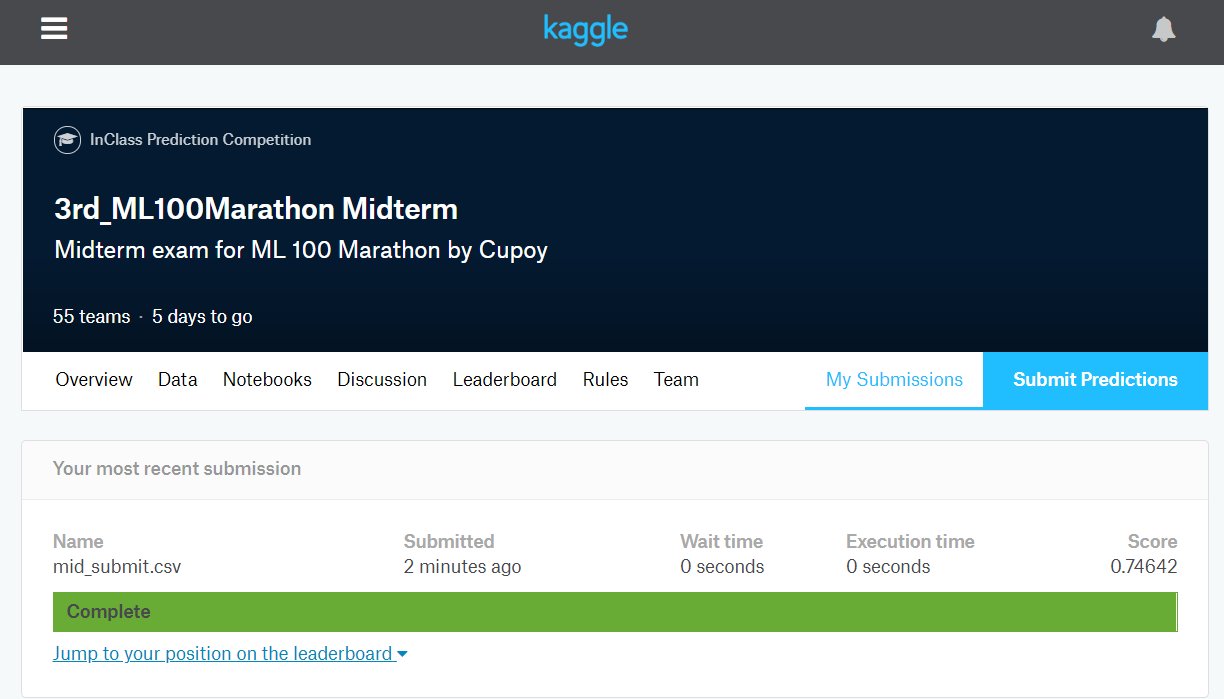 kaggle
InClass Prediction Competition
3rd_ML100Marathon Midterm
Midterm exam for ML 100 Marathon by Cupoy
55 teams · 5 days to go
Overview Data Notebooks Discussion Leaderboard Rules Team My Submissions Submit Predictions
Your most recent submission
Name Submitted Wait time Execution time Score
mid_submit.csv 2 minutes ago 0 seconds 0 seconds 0.74642
Complete
Jump to your position on the leaderboard